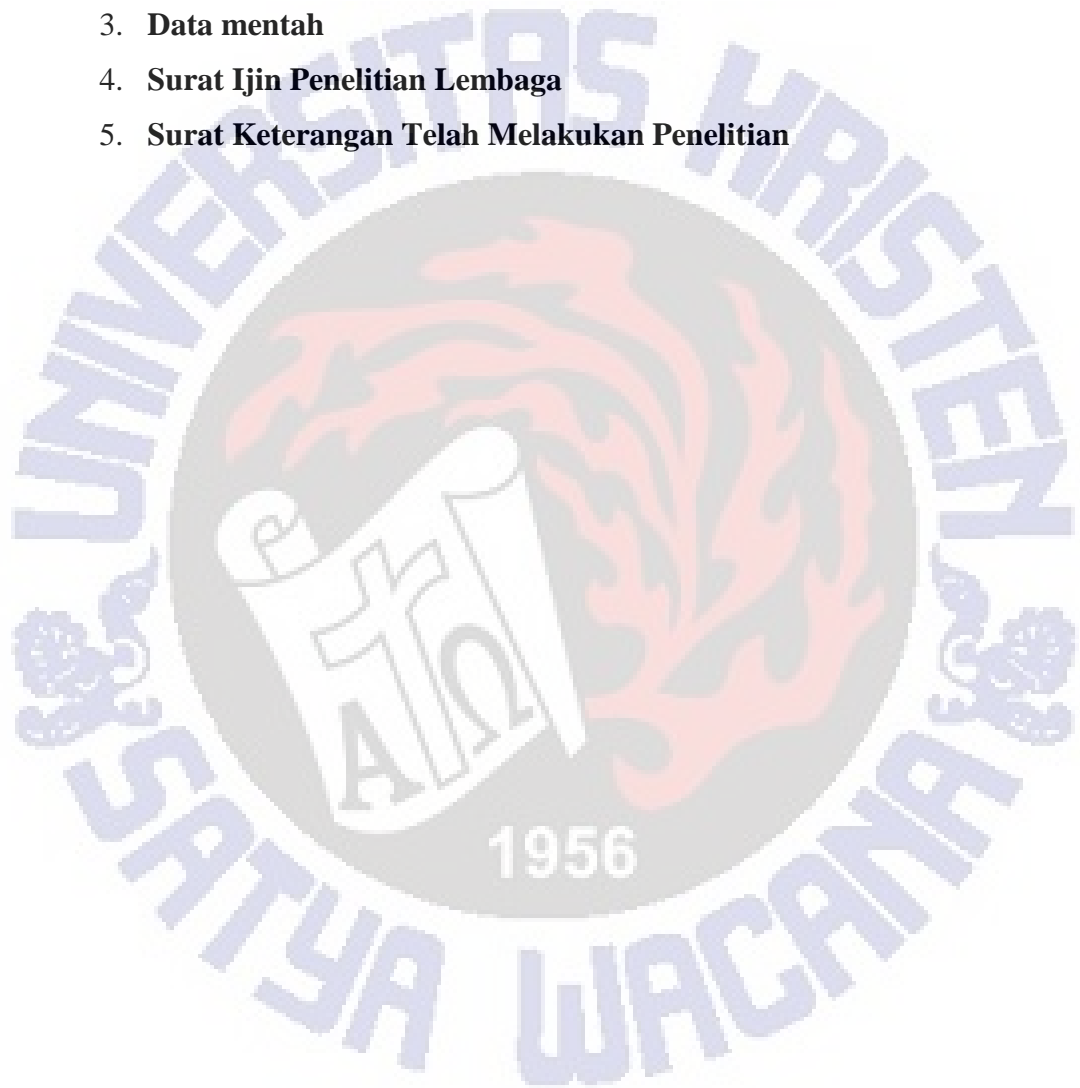 3. Data mentah
4. Surat Ijin Penelitian Lembaga
5. Surat Keterangan Telah Melakukan Penelitian
UNIVERSITAS KRISTEN
Α Ω
1956
SATYA WACANA